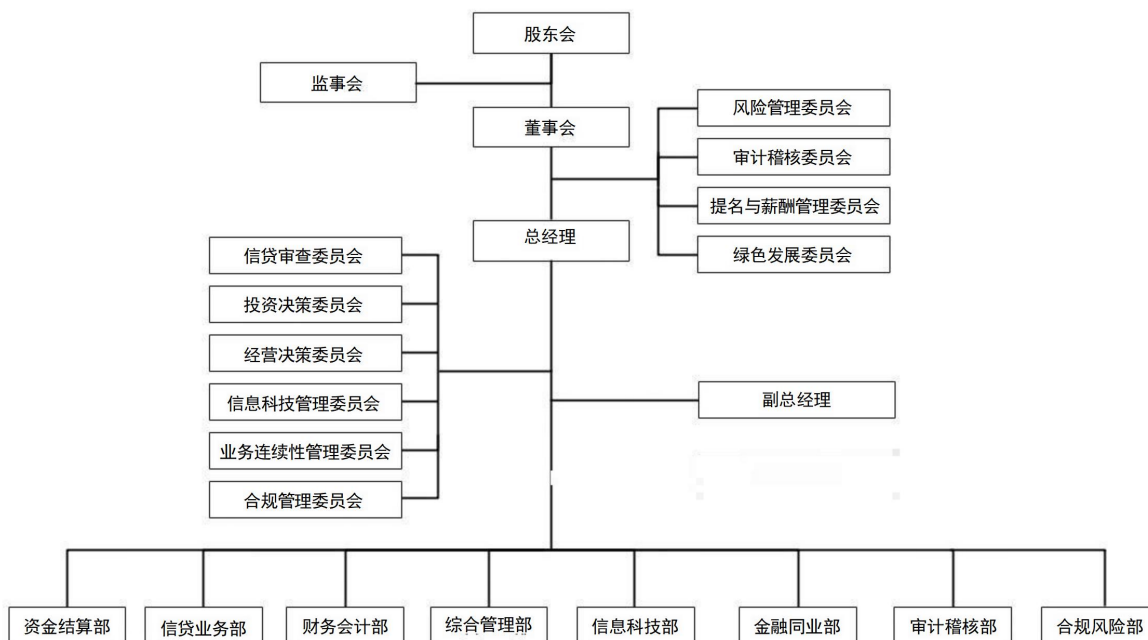 股东会
监事会
董事会
风险管理委员会
审计稽核委员会
提名与薪酬管理委员会
绿色发展委员会
总经理
信贷审查委员会
投资决策委员会
经营决策委员会
信息科技管理委员会
业务连续性管理委员会
合规管理委员会
副总经理
资金结算部
信贷业务部
财务会计部
综合管理部
信息科技部
金融同业部
审计稽核部
合规风险部